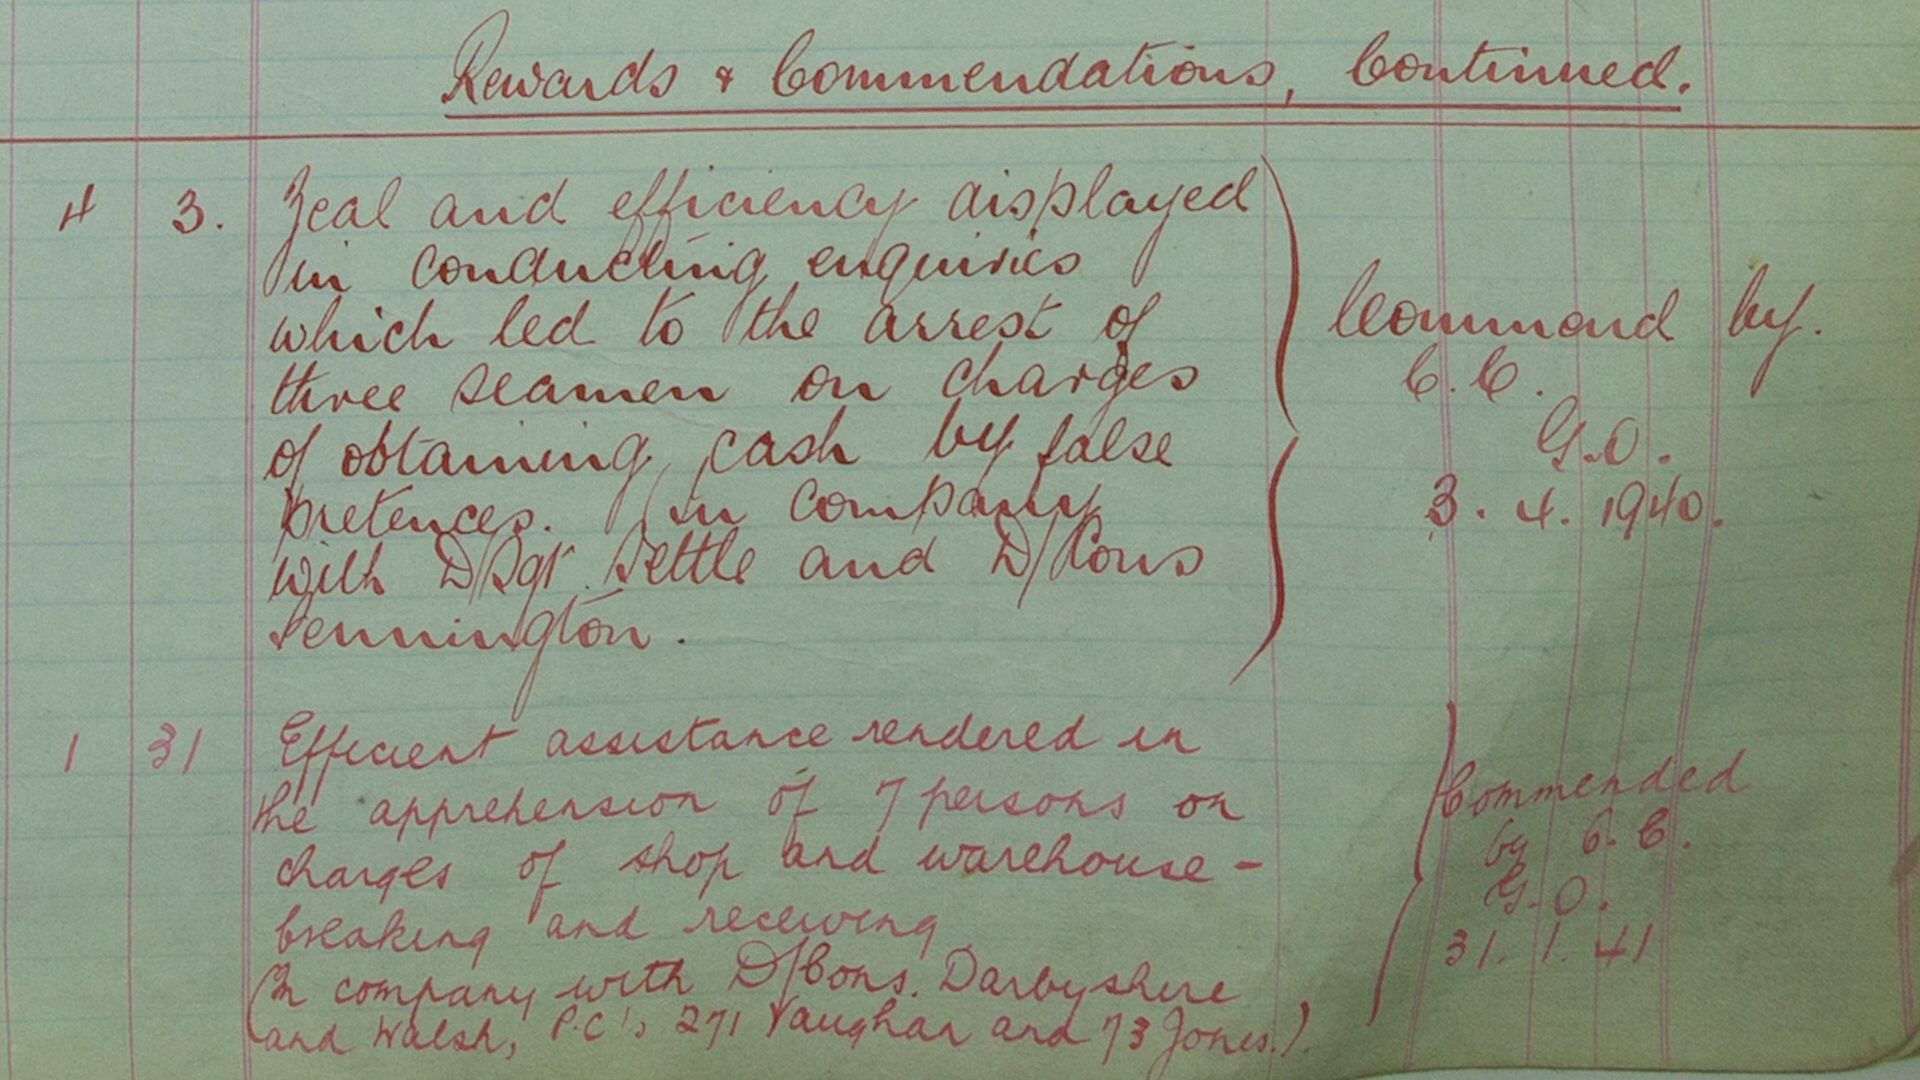 Rewards & Commendations, Continued.
4 3. Zeal and efficiency displayed
in conducting enquiries
which led to the arrest of
three seamen on charges
of obtaining cash by false
pretences. (in company
with D/Sgt. Settle and D/Cons
Pennington.
Command by.
C.C.
G.O.
3. 4. 1940.
1 31 Efficient assistance rendered in
the apprehension of 7 persons on
charges of shop and warehouse-
breaking and receiving
(In company with D/Cons. Darbyshire
and Walsh, P.C's, 271 Vaughan and 73 Jones.)
Commended
by C.C.
G.O.
31. 1. 41